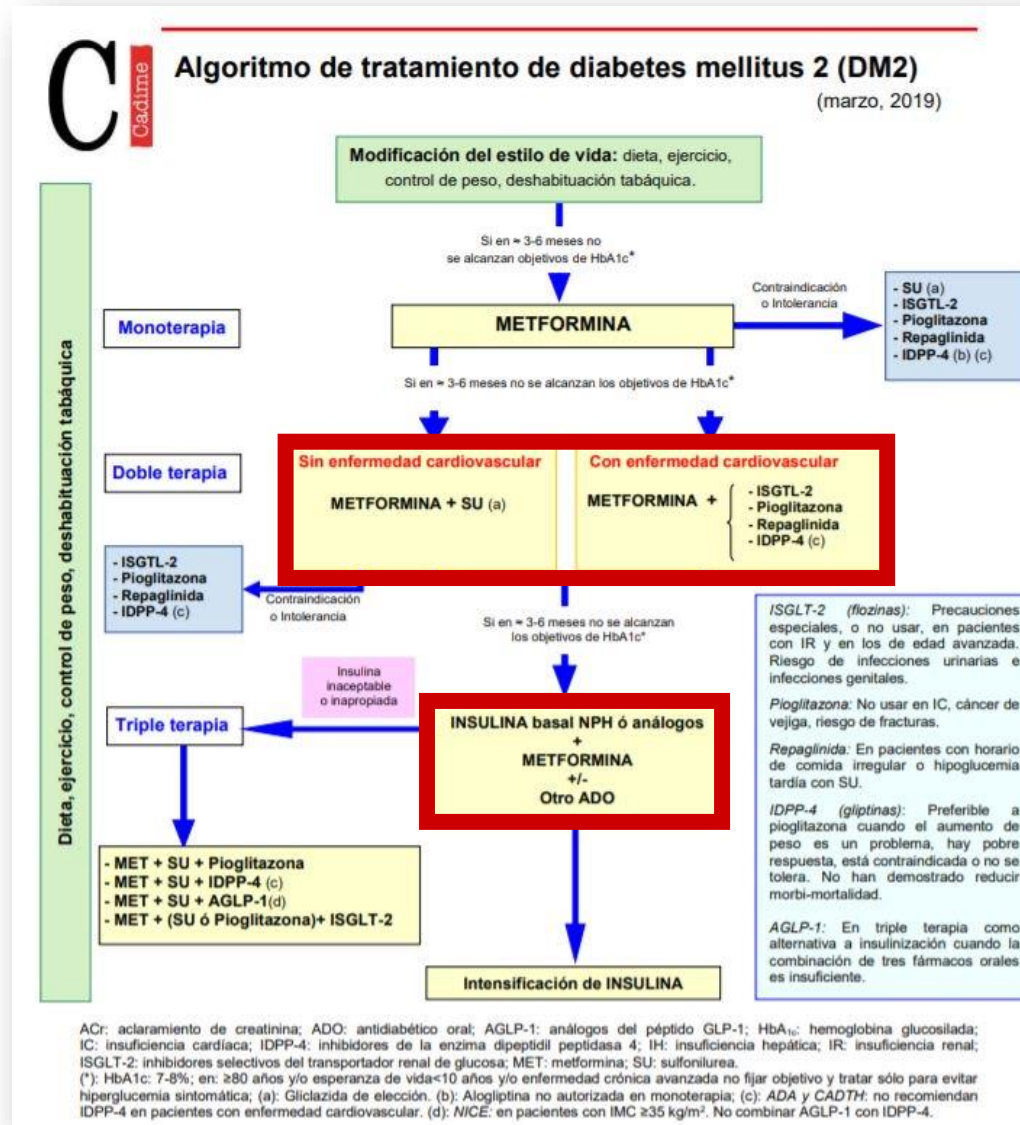 C
Cadime
Algoritmo de tratamiento de diabetes mellitus 2 (DM2)
(marzo, 2019)
Modificación del estilo de vida: dieta, ejercicio,
control de peso, deshabituación tabáquica.
Si en ≈ 3-6 meses no
se alcanzan objetivos de HbA1c*
Dieta, ejercicio, control de peso, deshabituación tabáquica
Monoterapia
METFORMINA
Contraindicación
o Intolerancia
- SU (a)
- ISGTL-2
- Pioglitazona
- Repaglinida
- IDPP-4 (b) (c)
Si en ≈ 3-6 meses no se alcanzan los objetivos de HbA1c*
Doble terapia
Sin enfermedad cardiovascular
METFORMINA + SU (a)
Con enfermedad cardiovascular
METFORMINA +
- ISGTL-2
- Pioglitazona
- Repaglinida
- IDPP-4 (c)
- ISGTL-2
- Pioglitazona
- Repaglinida
- IDPP-4 (c)
Contraindicación
o Intolerancia
Si en ≈ 3-6 meses no se alcanzan
los objetivos de HbA1c*
Insulina
inaceptable
o inapropiada
Triple terapia
INSULINA basal NPH ó análogos
+
METFORMINA
+/-
Otro ADO
- MET + SU + Pioglitazona
- MET + SU + IDPP-4 (c)
- MET + SU + AGLP-1(d)
- MET + (SU ó Pioglitazona)+ ISGLT-2
Intensificación de INSULINA
ISGLT-2 (flozinas): Precauciones
especiales, o no usar, en pacientes
con IR y en los de edad avanzada.
Riesgo de infecciones urinarias e
infecciones genitales.
Pioglitazona: No usar en IC, cáncer de
vejiga, riesgo de fracturas.
Repaglinida: En pacientes con horario
de comida irregular o hipoglucemia
tardía con SU.
IDPP-4 (gliptinas): Preferible a
pioglitazona cuando el aumento de
peso es un problema, hay pobre
respuesta, está contraindicada o no se
tolera. No han demostrado reducir
morbi-mortalidad.
AGLP-1: En triple terapia como
alternativa a insulinización cuando la
combinación de tres fármacos orales
es insuficiente.
ACr: aclaramiento de creatinina; ADO: antidiabético oral; AGLP-1: análogos del péptido GLP-1; HbA1c: hemoglobina glucosilada;
IC: insuficiencia cardíaca; IDPP-4: inhibidores de la enzima dipeptidil peptidasa 4; IH: insuficiencia hepática; IR: insuficiencia renal;
ISGLT-2: inhibidores selectivos del transportador renal de glucosa; MET: metformina; SU: sulfonilurea.
(*): HbA1c: 7-8%; en: ≥80 años y/o esperanza de vida<10 años y/o enfermedad crónica avanzada no fijar objetivo y tratar sólo para evitar
hiperglucemia sintomática; (a): Gliclazida de elección. (b): Alogliptina no autorizada en monoterapia; (c): ADA y CADTH: no recomiendan
IDPP-4 en pacientes con enfermedad cardiovascular. (d): NICE: en pacientes con IMC ≥35 kg/m². No combinar AGLP-1 con IDPP-4.